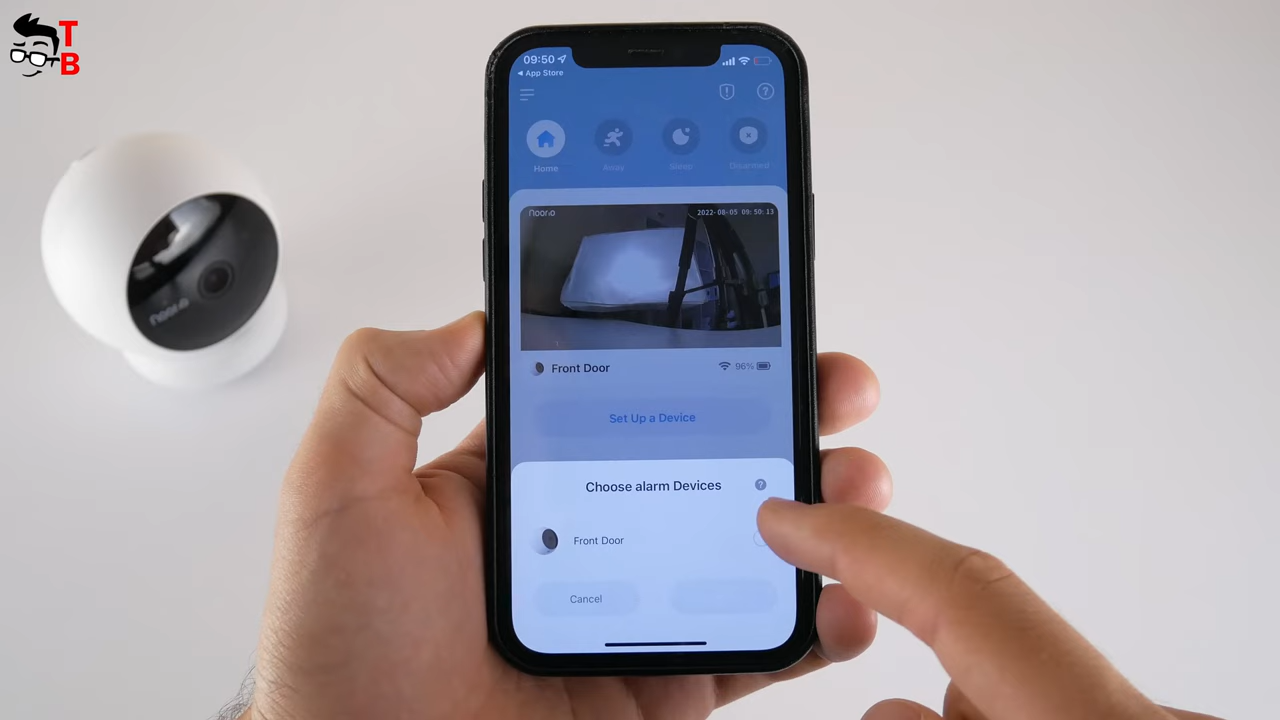 T
B
09:50
◀ App Store
Home
Away
Sleep
Disarmed
noorio
2022-08-05 09:50:13
Front Door
96%
Set Up a Device
Choose alarm Devices
?
Front Door
Cancel
noorio